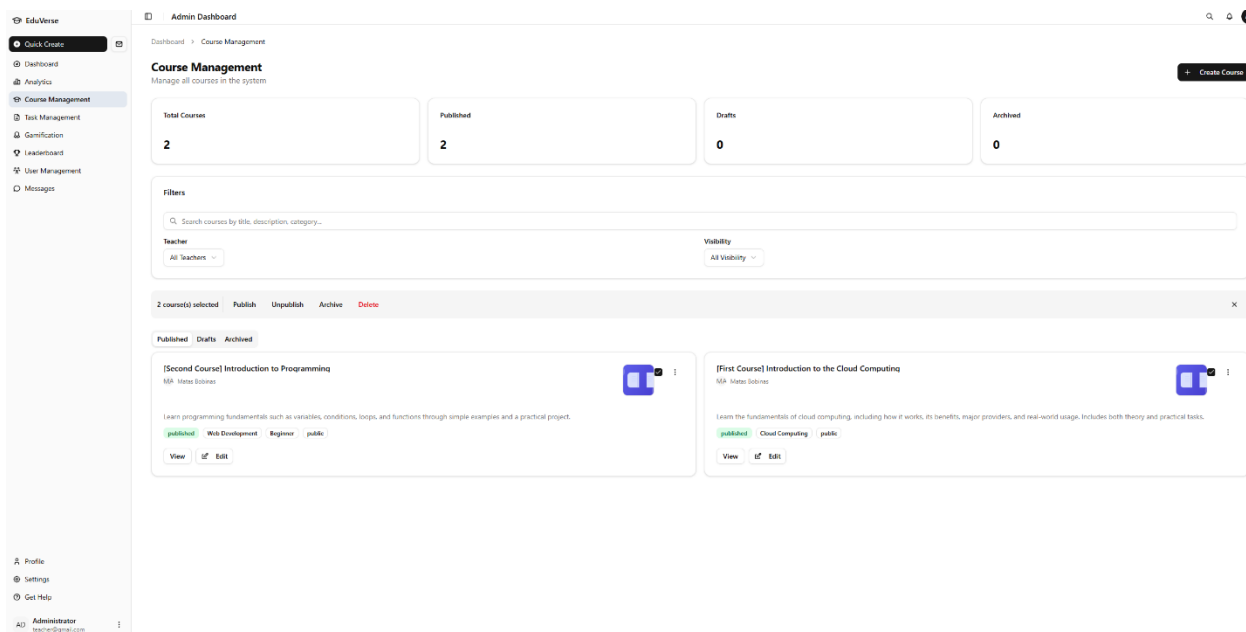 EduVerse
Admin Dashboard
Quick Create
Dashboard
Analytics
Course Management
Task Management
Gamification
Leaderboard
User Management
Messages
Dashboard > Course Management
Course Management
Manage all courses in the system
+ Create Course
Total Courses
2
Published
2
Drafts
0
Archived
0
Filters
Search courses by title, description, category...
Teacher
All Teachers
Visibility
All Visibility
2 course(s) selected Publish Unpublish Archive Delete
Published Drafts Archived
[Second Course] Introduction to Programming
MA Matas Bobinas
Learn programming fundamentals such as variables, conditions, loops, and functions through simple examples and a practical project.
published Web Development Beginner public
View Edit
[First Course] Introduction to the Cloud Computing
MA Matas Bobinas
Learn the fundamentals of cloud computing, including how it works, its benefits, major providers, and real-world usage. Includes both theory and practical tasks.
published Cloud Computing public
View Edit
Profile
Settings
Get Help
AD Administrator
teacher@gmail.com